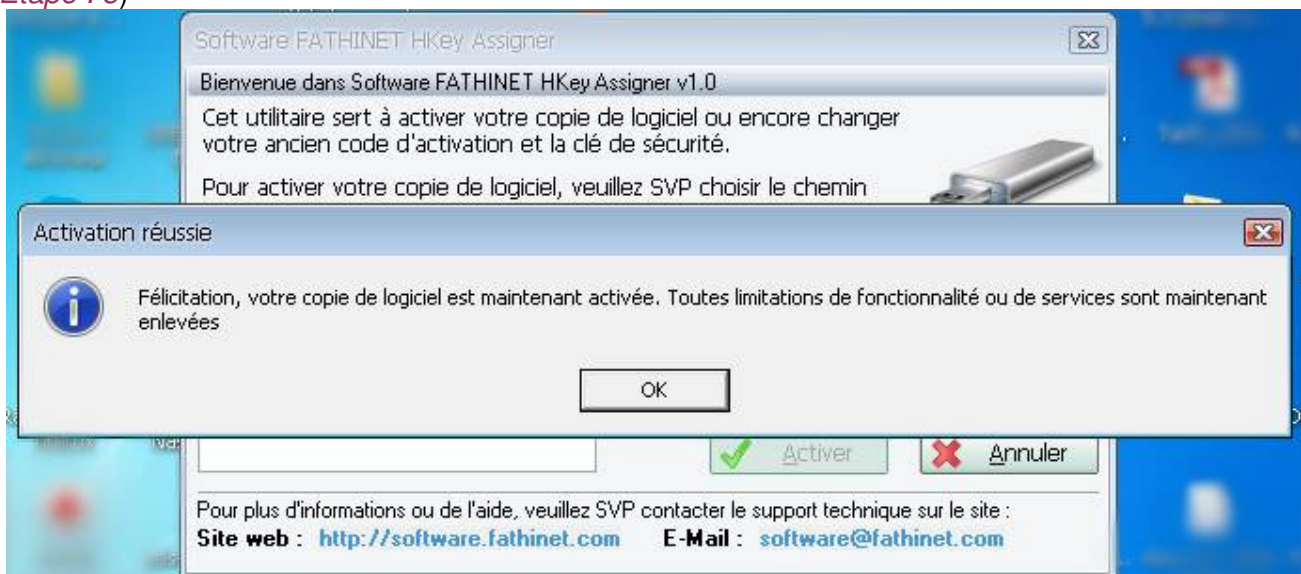 Software FATHINET HKey Assigner
Bienvenue dans Software FATHINET HKey Assigner v1.0
Cet utilitaire sert à activer votre copie de logiciel ou encore changer
votre ancien code d'activation et la clé de sécurité.
Pour activer votre copie de logiciel, veuillez SVP choisir le chemin
Activation réussie
Félicitation, votre copie de logiciel est maintenant activée. Toutes limitations de fonctionnalité ou de services sont maintenant
enlevées
OK
Activer
Annuler
Pour plus d'informations ou de l'aide, veuillez SVP contacter le support technique sur le site :
Site web : http://software.fathinet.com E-Mail : software@fathinet.com